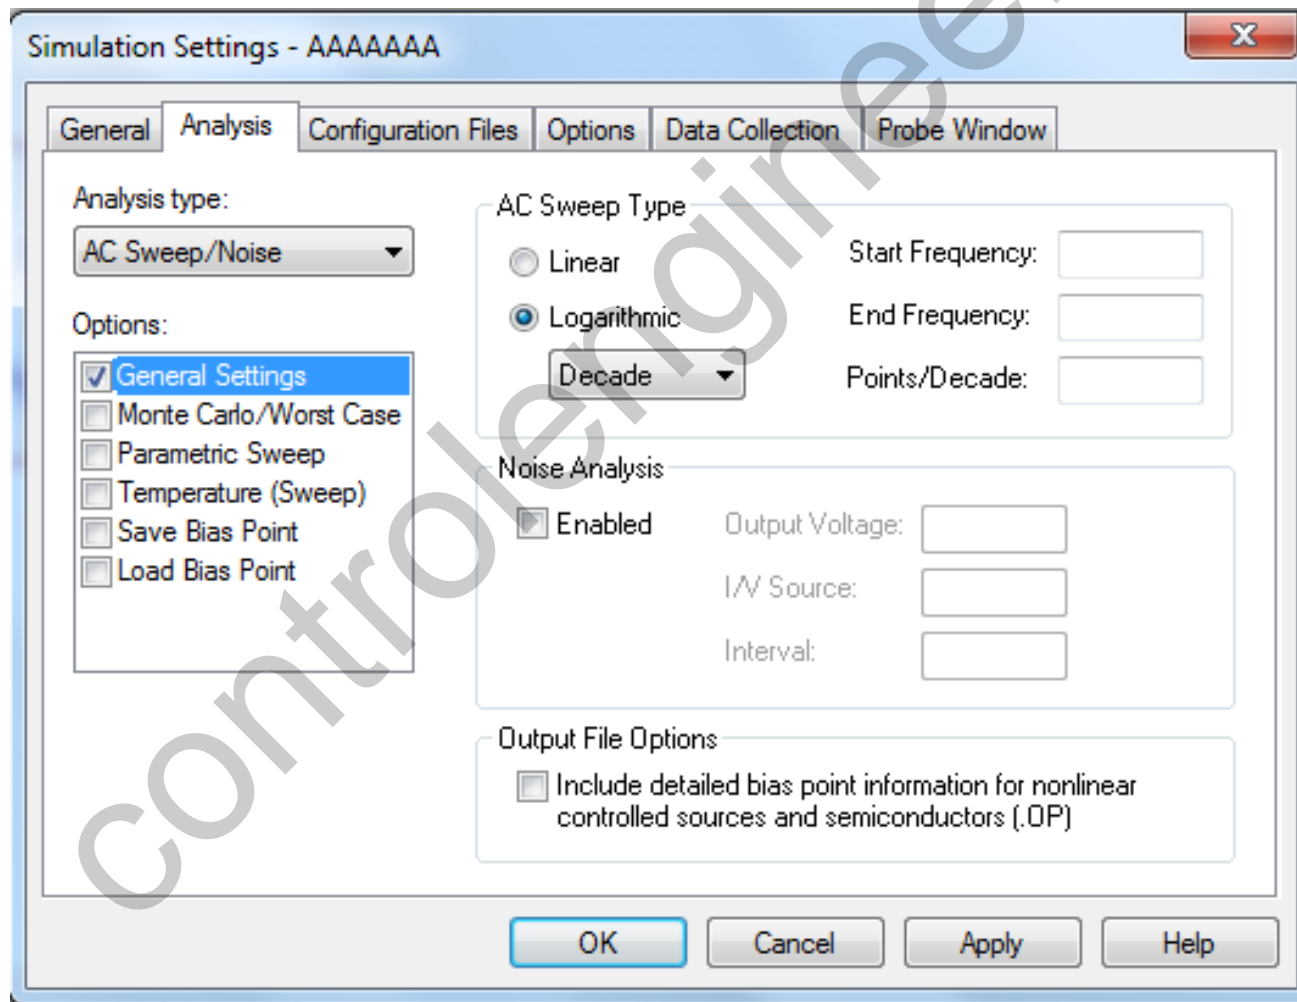 Simulation Settings - AAAAAAA
General Analysis Configuration Files Options Data Collection Probe Window
Analysis type:
AC Sweep/Noise
Options:
General Settings
Monte Carlo/Worst Case
Parametric Sweep
Temperature (Sweep)
Save Bias Point
Load Bias Point
AC Sweep Type
Linear
Logarithmic
Decade
Start Frequency:
End Frequency:
Points/Decade:
Noise Analysis
Enabled
Output Voltage:
I/V Source:
Interval:
Output File Options
Include detailed bias point information for nonlinear
controlled sources and semiconductors (.OP)
OK Cancel Apply Help
controlenginee